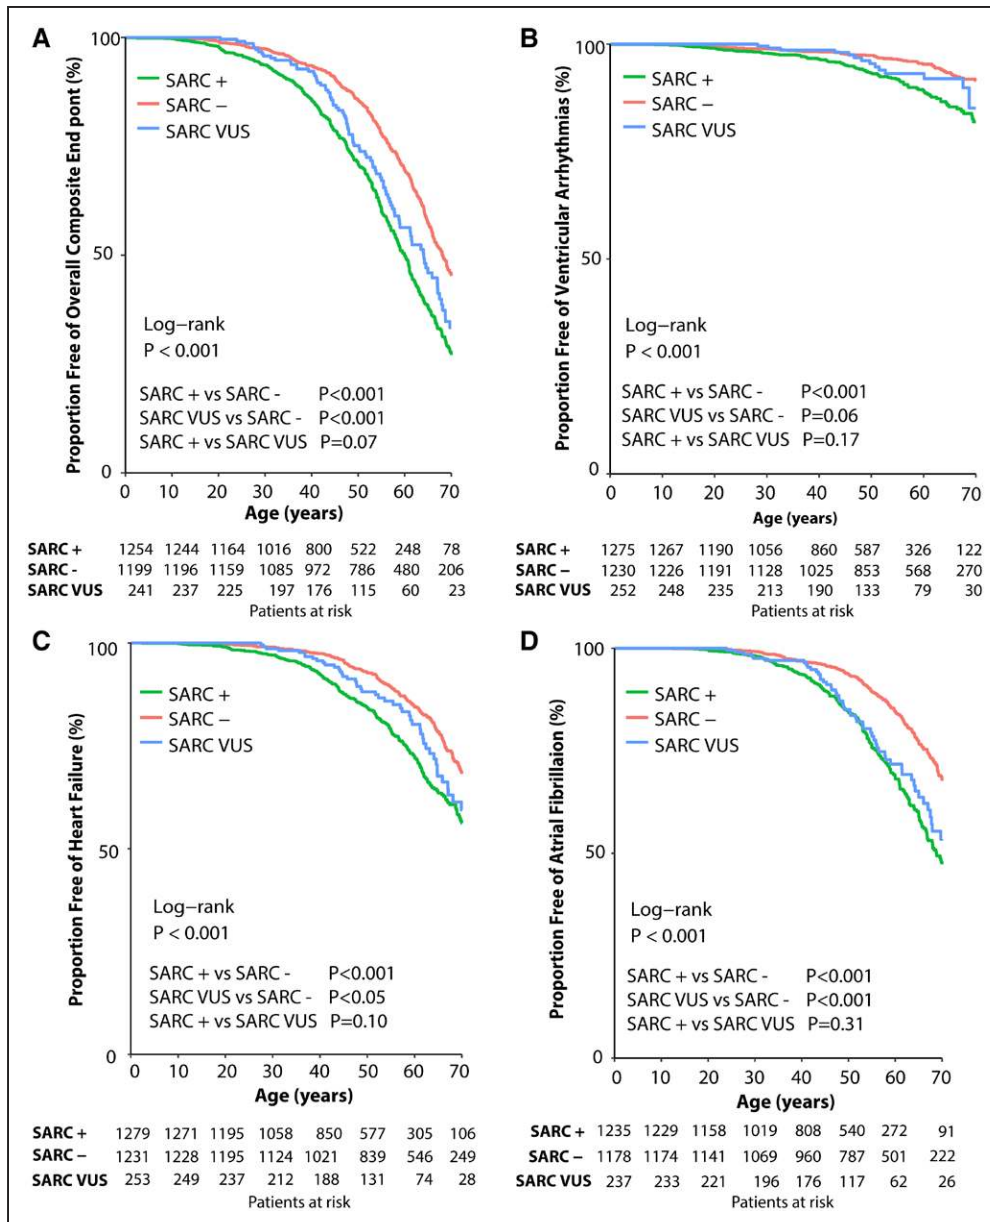 A
Proportion Free of Overall Composite End pont (%)
100
50
0
SARC +
SARC −
SARC VUS
Log−rank
P < 0.001
SARC + vs SARC - P<0.001
SARC VUS vs SARC - P<0.001
SARC + vs SARC VUS P=0.07
0 10 20 30 40 50 60 70
Age (years)
SARC + 1254 1244 1164 1016 800 522 248 78
SARC - 1199 1196 1159 1085 972 786 480 206
SARC VUS 241 237 225 197 176 115 60 23
Patients at risk
B
Proportion Free of Ventricular Arrhythmias (%)
100
50
0
SARC +
SARC −
SARC VUS
Log−rank
P < 0.001
SARC + vs SARC - P<0.001
SARC VUS vs SARC - P=0.06
SARC + vs SARC VUS P=0.17
0 10 20 30 40 50 60 70
Age (years)
SARC + 1275 1267 1190 1056 860 587 326 122
SARC − 1230 1226 1191 1128 1025 853 568 270
SARC VUS 252 248 235 213 190 133 79 30
Patients at risk
C
Proportion Free of Heart Failure (%)
100
50
0
SARC +
SARC −
SARC VUS
Log−rank
P < 0.001
SARC + vs SARC - P<0.001
SARC VUS vs SARC - P<0.05
SARC + vs SARC VUS P=0.10
0 10 20 30 40 50 60 70
Age (years)
SARC + 1279 1271 1195 1058 850 577 305 106
SARC − 1231 1228 1195 1124 1021 839 546 249
SARC VUS 253 249 237 212 188 131 74 28
Patients at risk
D
Proportion Free of Atrial Fibrillaion (%)
100
50
0
SARC +
SARC −
SARC VUS
Log−rank
P < 0.001
SARC + vs SARC - P<0.001
SARC VUS vs SARC - P<0.001
SARC + vs SARC VUS P=0.31
0 10 20 30 40 50 60 70
Age (years)
SARC + 1235 1229 1158 1019 808 540 272 91
SARC − 1178 1174 1141 1069 960 787 501 222
SARC VUS 237 233 221 196 176 117 62 26
Patients at risk